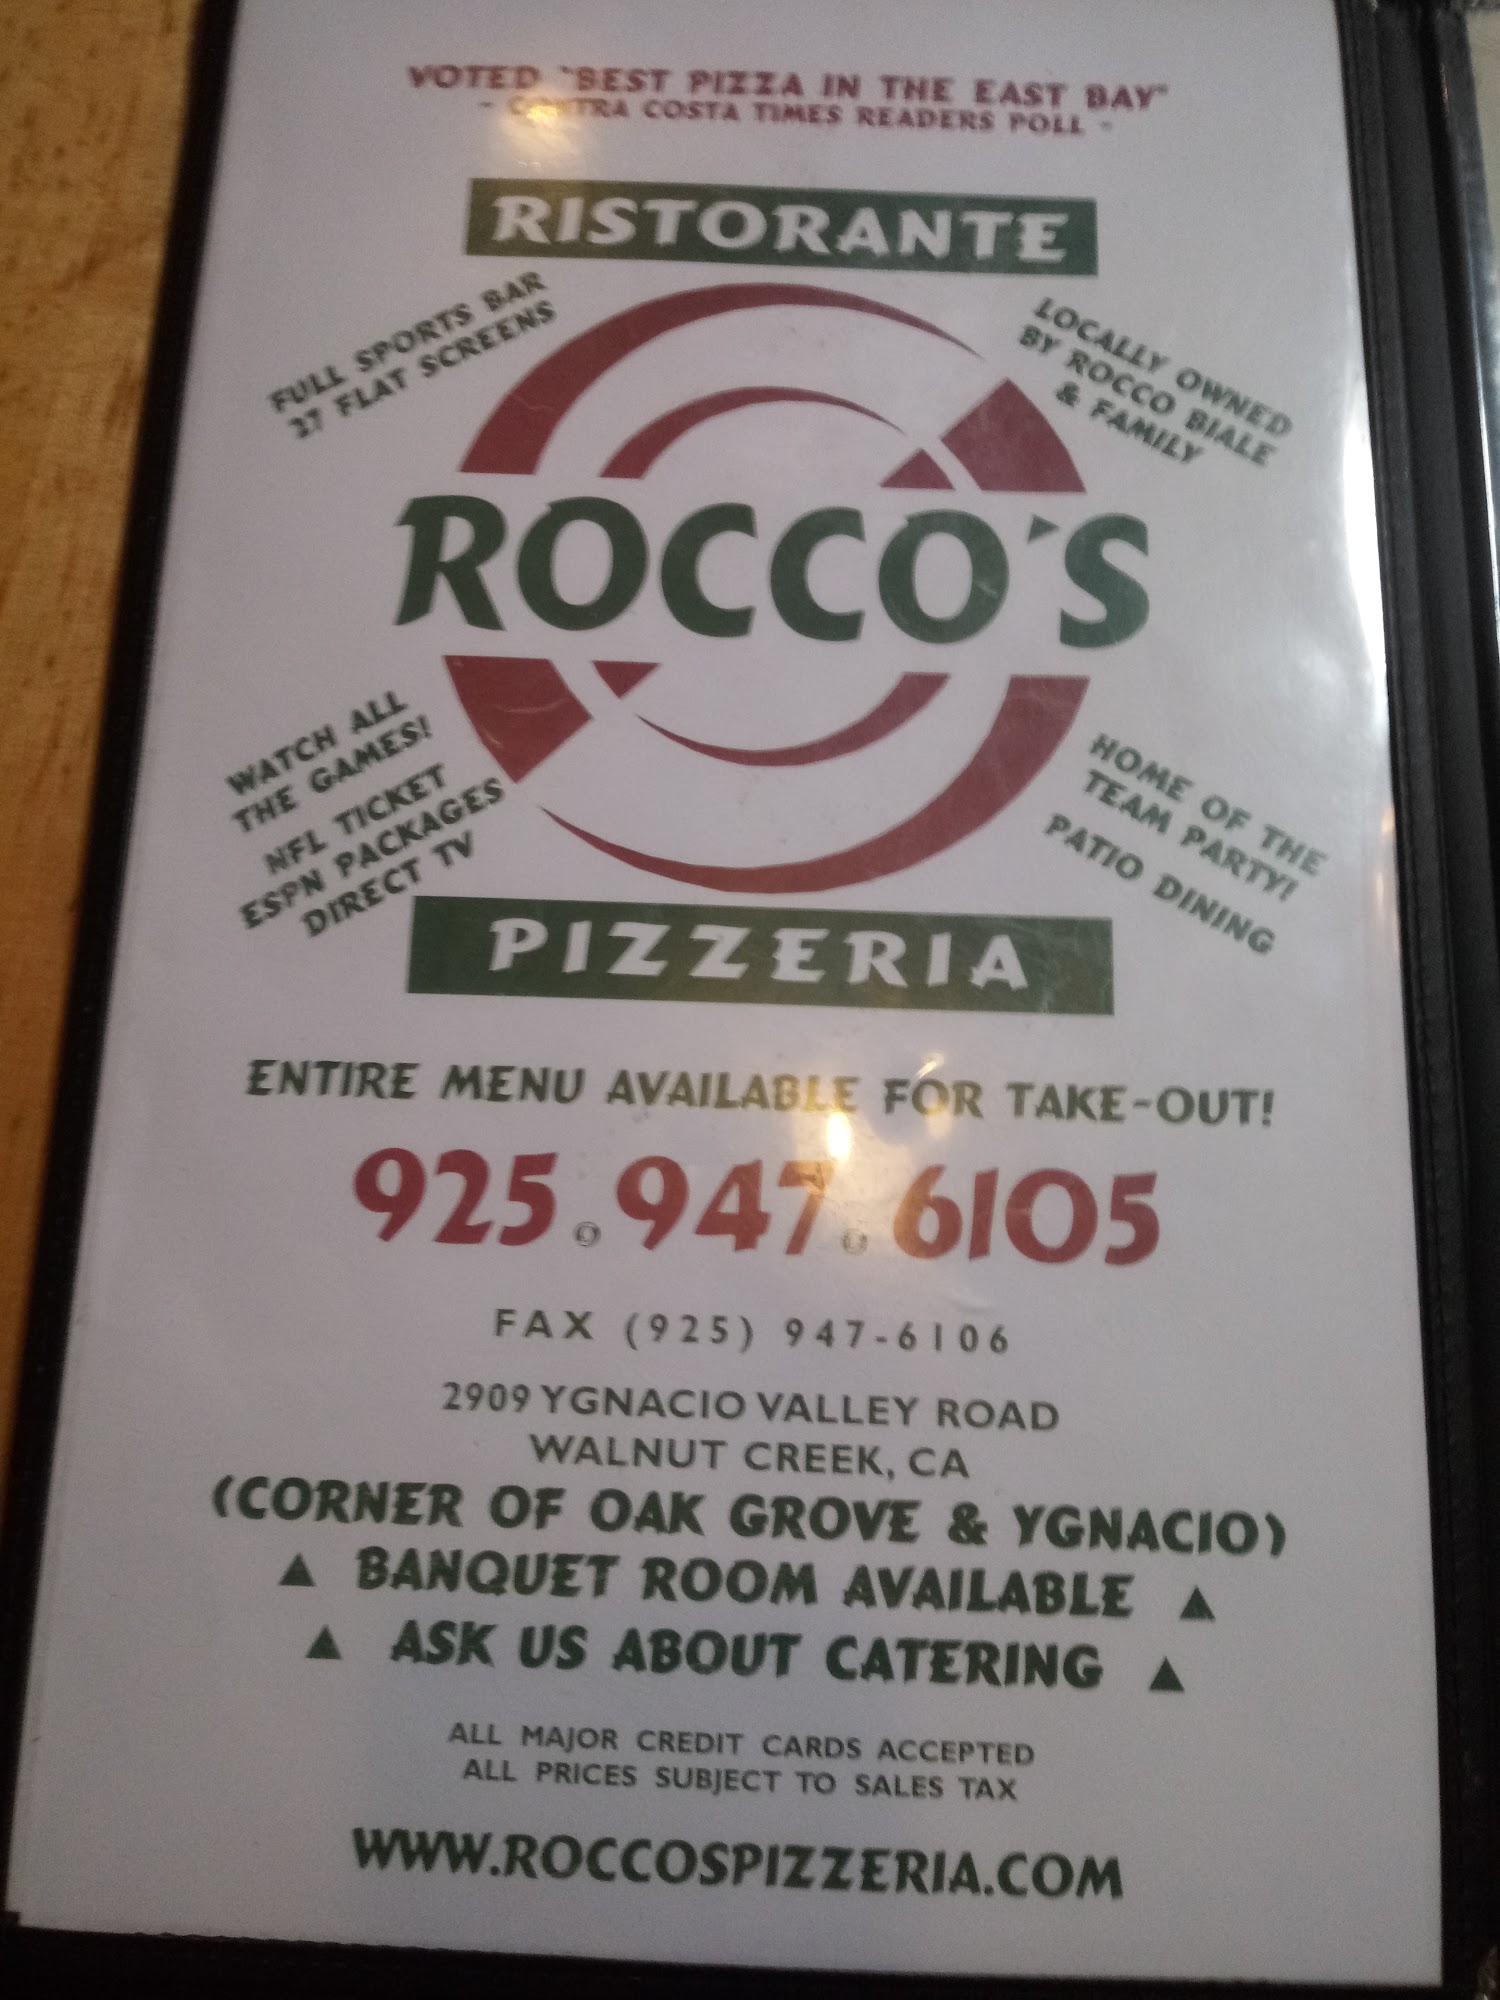 VOTED "BEST PIZZA IN THE EAST BAY"
- CONTRA COSTA TIMES READERS POLL -
RISTORANTE
FULL SPORTS BAR
27 FLAT SCREENS
LOCALLY OWNED
BY ROCCO BIALE
& FAMILY
ROCCO'S
WATCH ALL
THE GAMES!
NFL TICKET
ESPN PACKAGES
DIRECT TV
HOME OF THE
TEAM PARTY!
PATIO DINING
PIZZERIA
ENTIRE MENU AVAILABLE FOR TAKE-OUT!
925.947.6105
FAX (925) 947-6106
2909 YGNACIO VALLEY ROAD
WALNUT CREEK, CA
(CORNER OF OAK GROVE & YGNACIO)
▲ BANQUET ROOM AVAILABLE ▲
▲ ASK US ABOUT CATERING ▲
ALL MAJOR CREDIT CARDS ACCEPTED
ALL PRICES SUBJECT TO SALES TAX
WWW.ROCCOSPIZZERIA.COM